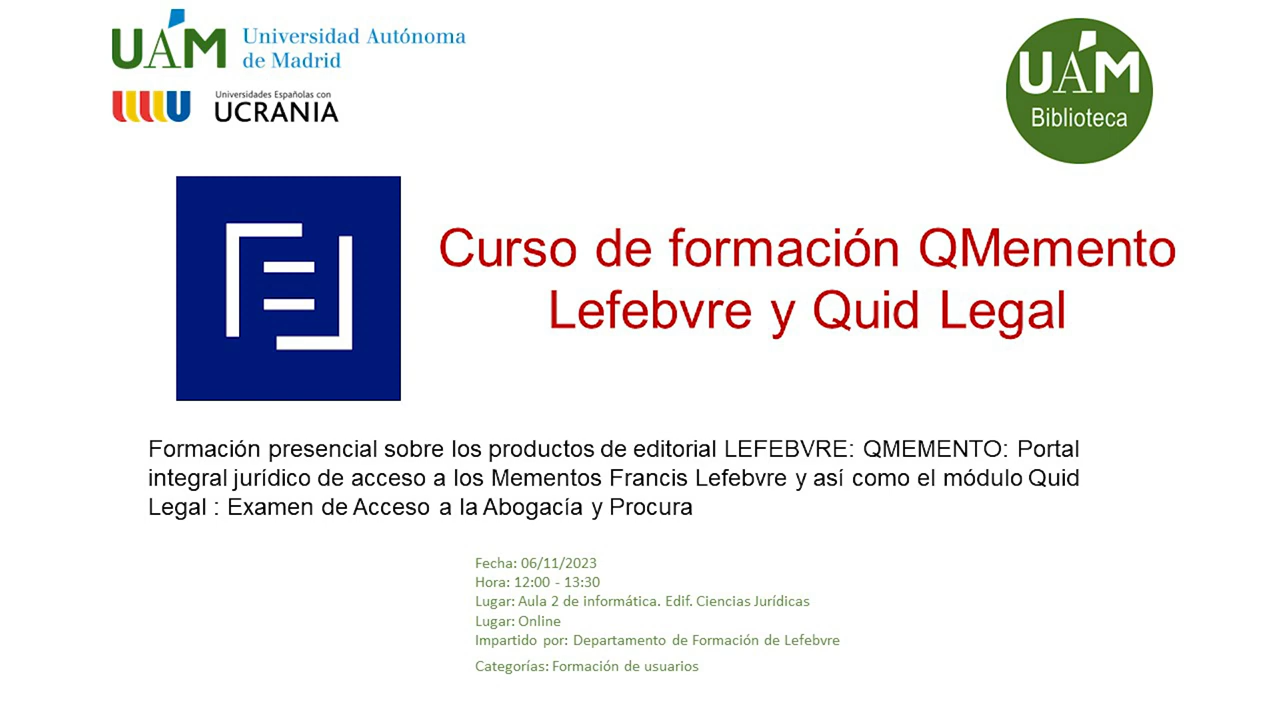 UAM Universidad Autónoma
de Madrid
Universidades Españolas con
UCRANIA
UAM
Biblioteca
Curso de formación QMemento
Lefebvre y Quid Legal
Formación presencial sobre los productos de editorial LEFEBVRE: QMEMENTO: Portal
integral jurídico de acceso a los Mementos Francis Lefebvre y así como el módulo Quid
Legal : Examen de Acceso a la Abogacía y Procura
Fecha: 06/11/2023
Hora: 12:00 - 13:30
Lugar: Aula 2 de informática. Edif. Ciencias Jurídicas
Lugar: Online
Impartido por: Departamento de Formación de Lefebvre
Categorías: Formación de usuarios